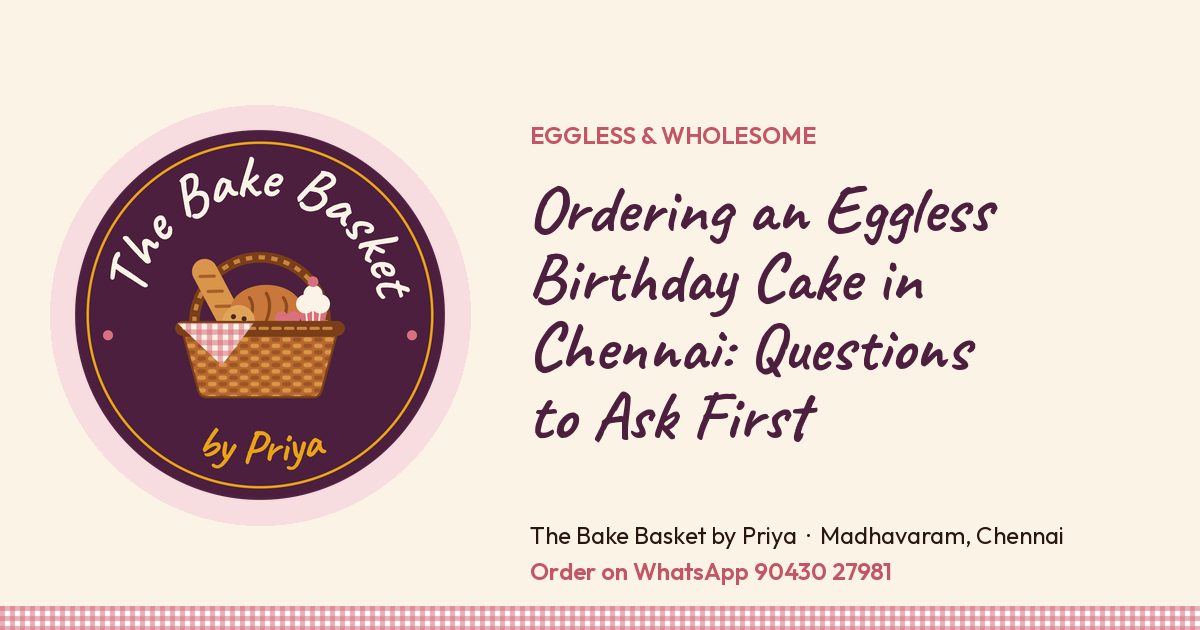 The Bake Basket
by Priya
EGGLESS & WHOLESOME
Ordering an Eggless
Birthday Cake in
Chennai: Questions
to Ask First
The Bake Basket by Priya · Madhavaram, Chennai
Order on WhatsApp 90430 27981